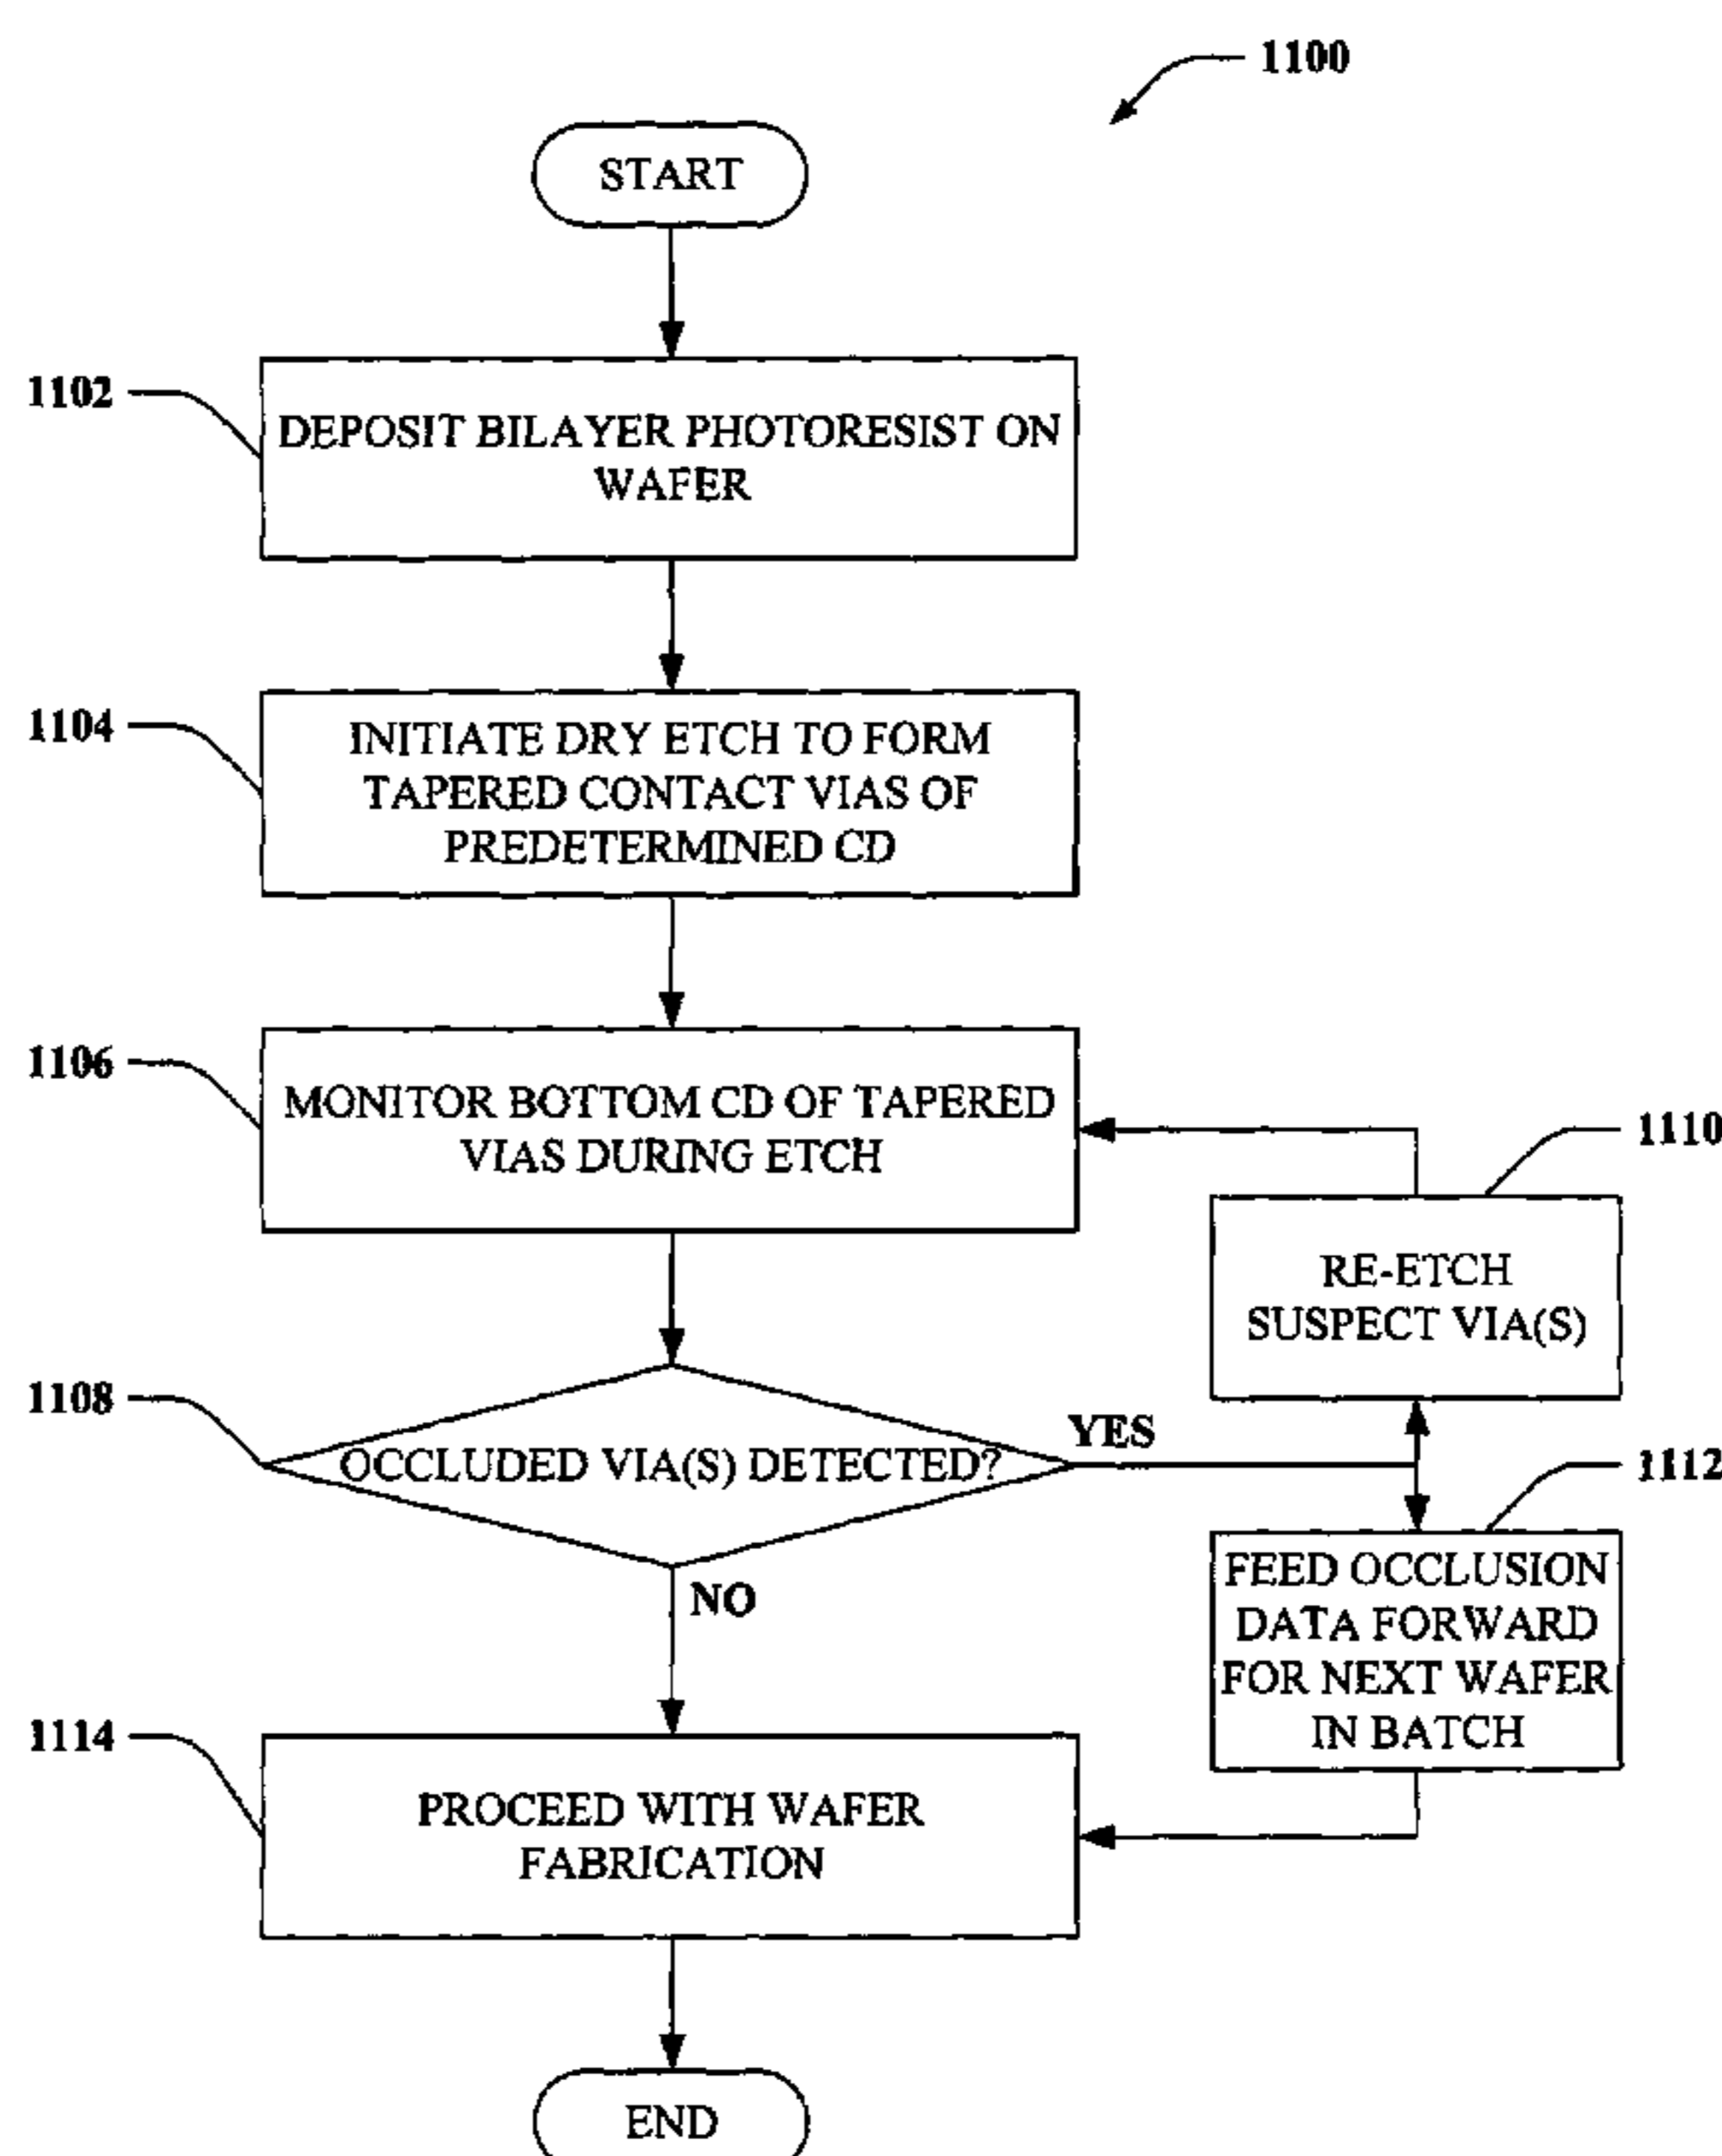 1100
START
1102
DEPOSIT BILAYER PHOTORESIST ON
WAFER
1104
INITIATE DRY ETCH TO FORM
TAPERED CONTACT VIAS OF
PREDETERMINED CD
1106
MONITOR BOTTOM CD OF TAPERED
VIAS DURING ETCH
1110
RE-ETCH
SUSPECT VIA(S)
1108
OCCLUDED VIA(S) DETECTED?
YES
NO
1112
FEED OCCLUSION
DATA FORWARD
FOR NEXT WAFER
IN BATCH
1114
PROCEED WITH WAFER
FABRICATION
END